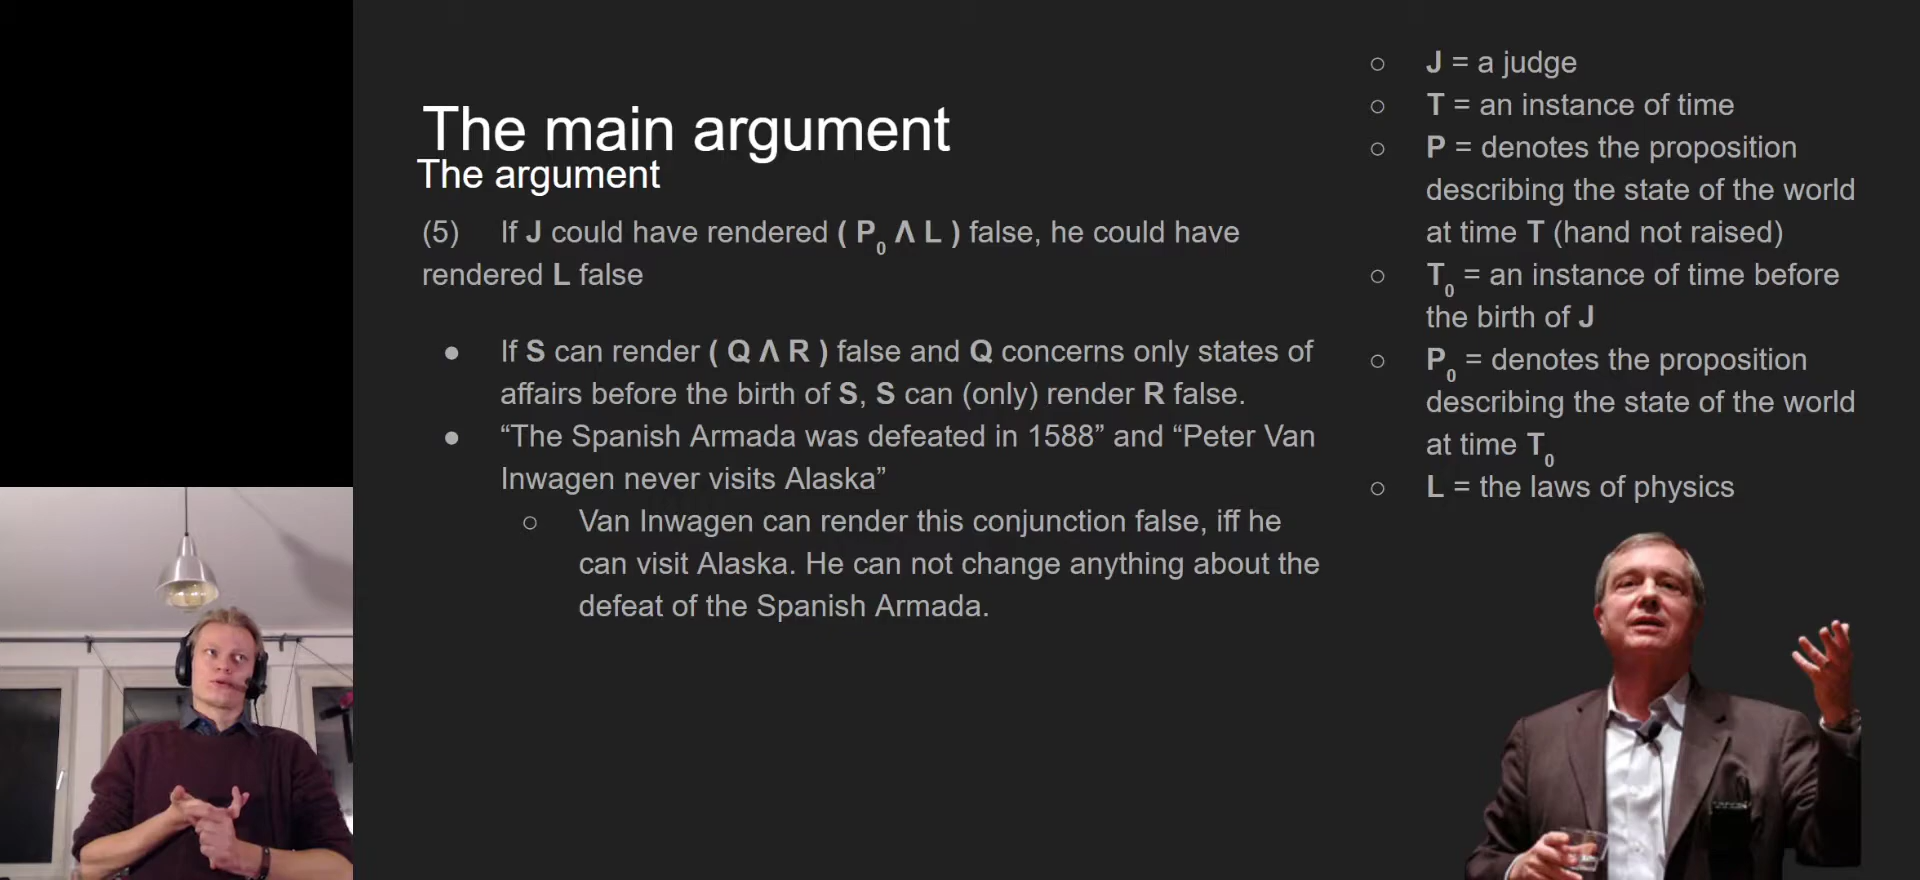 The main argument
The argument
(5) If J could have rendered ( P₀ Λ L ) false, he could have
rendered L false
● If S can render ( Q Λ R ) false and Q concerns only states of
affairs before the birth of S, S can (only) render R false.
● “The Spanish Armada was defeated in 1588” and “Peter Van
Inwagen never visits Alaska”
○ Van Inwagen can render this conjunction false, iff he
can visit Alaska. He can not change anything about the
defeat of the Spanish Armada.
○ J = a judge
○ T = an instance of time
○ P = denotes the proposition
describing the state of the world
at time T (hand not raised)
○ T₀ = an instance of time before
the birth of J
○ P₀ = denotes the proposition
describing the state of the world
at time T₀
○ L = the laws of physics